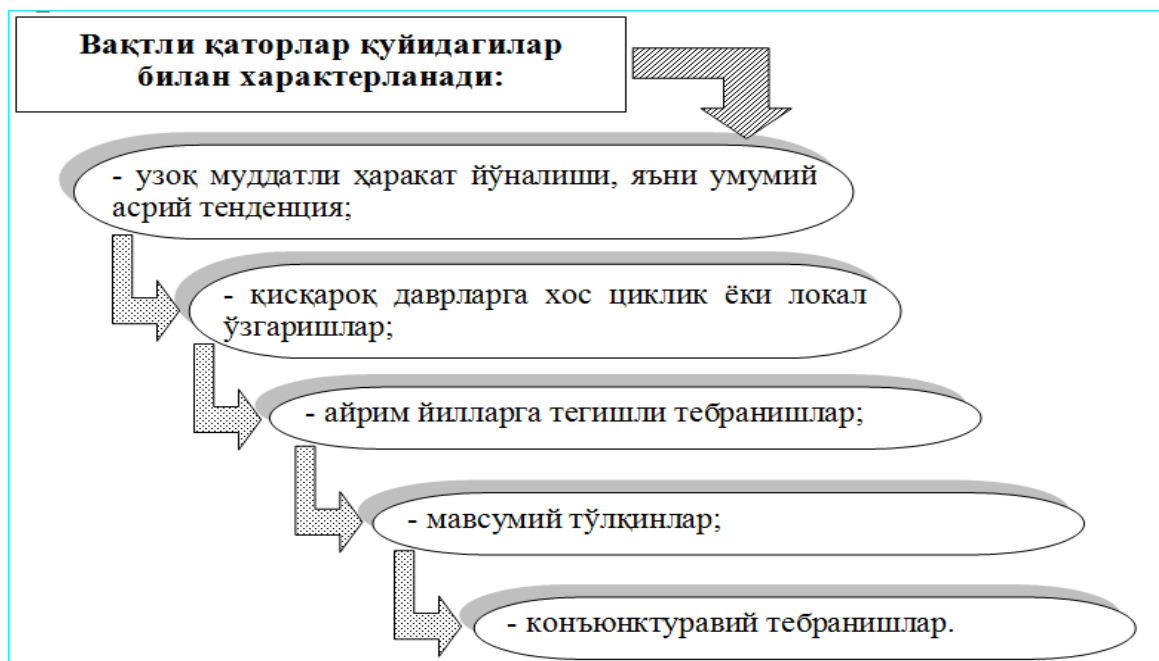 Вақтли қаторлар қуйидагилар
билан характерланади:
- узоқ муддатли ҳаракат йўналиши, яъни умумий
асрий тенденция;
- қисқароқ даврларга хос циклик ёки локал
ўзгаришлар;
- айрим йилларга тегишли тебранишлар;
- мавсумий тўлқинлар;
- конъюнктуравий тебранишлар.